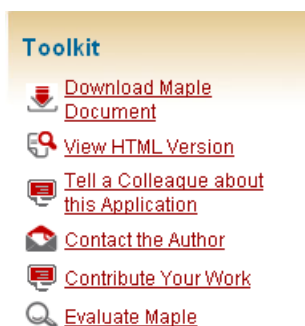 Toolkit
Download Maple
Document
View HTML Version
Tell a Colleague about
this Application
Contact the Author
Contribute Your Work
Evaluate Maple